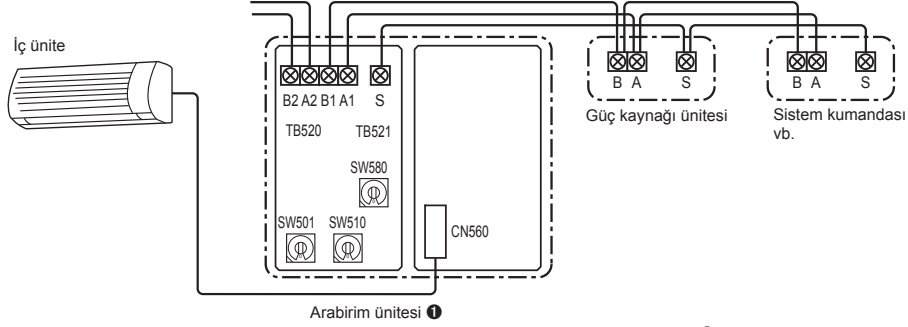 İç ünite
B2 A2 B1 A1 S
TB520 TB521
SW580
SW501 SW510
CN560
B A S
Güç kaynağı ünitesi
B A S
Sistem kumandası
vb.
Arabirim ünitesi ❶